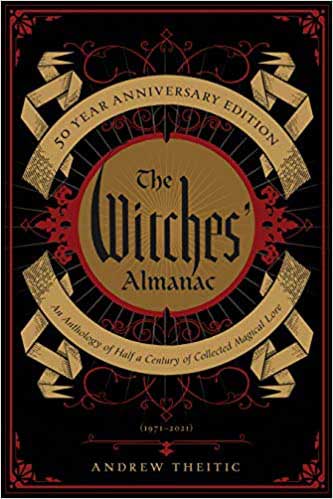 50 YEAR ANNIVERSARY EDITION
The
Witches'
Almanac
An Anthology of Half a Century of Collected Magical Lore
(1971–2021)
ANDREW THEITIC